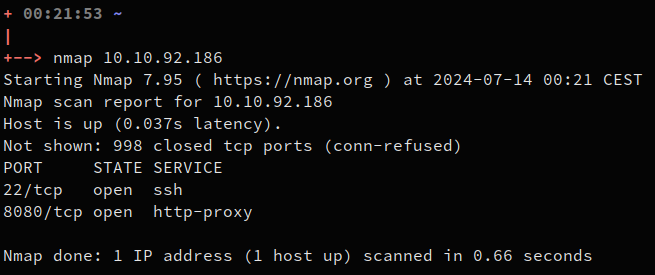 + 00:21:53 ~
|
+--> nmap 10.10.92.186
Starting Nmap 7.95 ( https://nmap.org ) at 2024-07-14 00:21 CEST
Nmap scan report for 10.10.92.186
Host is up (0.037s latency).
Not shown: 998 closed tcp ports (conn-refused)
PORT     STATE SERVICE
22/tcp   open  ssh
8080/tcp open  http-proxy

Nmap done: 1 IP address (1 host up) scanned in 0.66 seconds